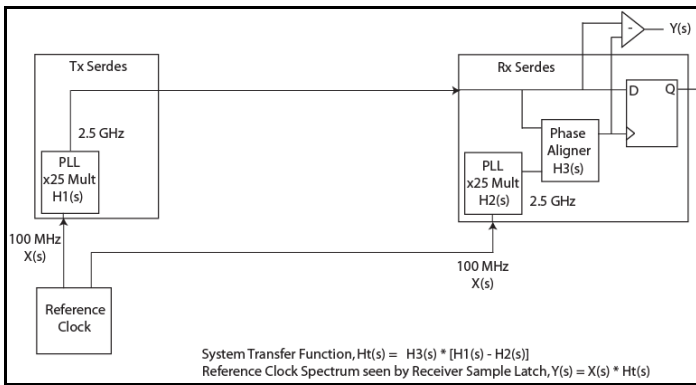 Y(s)
-
Tx Serdes
Rx Serdes
D Q
2.5 GHz
Phase
Aligner
H3(s)
PLL
x25 Mult
H1(s)
PLL
x25 Mult
H2(s)
2.5 GHz
100 MHz
X(s)
100 MHz
X(s)
Reference
Clock
System Transfer Function, Ht(s) = H3(s) * [H1(s) - H2(s)]
Reference Clock Spectrum seen by Receiver Sample Latch, Y(s) = X(s) * Ht(s)